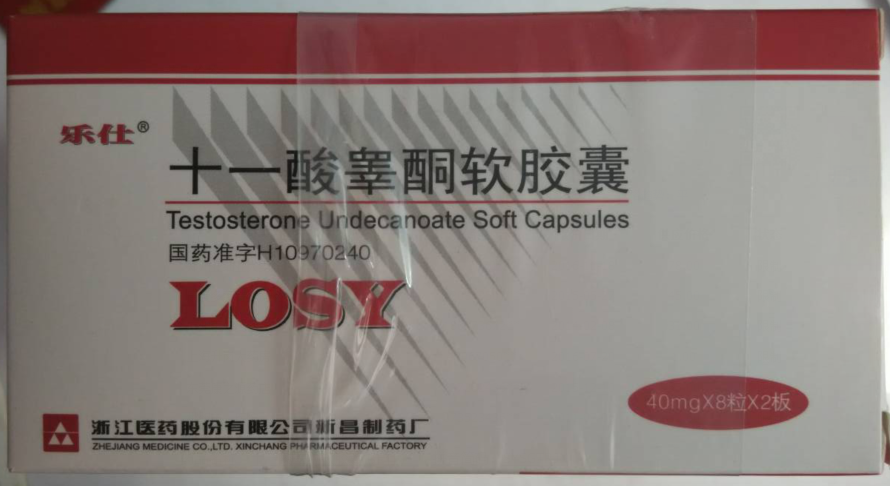 乐仕®
十一酸睾酮软胶囊
Testosterone Undecanoate Soft Capsules
国药准字H10970240
LOSY
40mgX8粒X2板
浙江医药股份有限公司新昌制药厂
ZHEJIANG MEDICINE CO.,LTD. XINCHANG PHARMACEUTICAL FACTORY